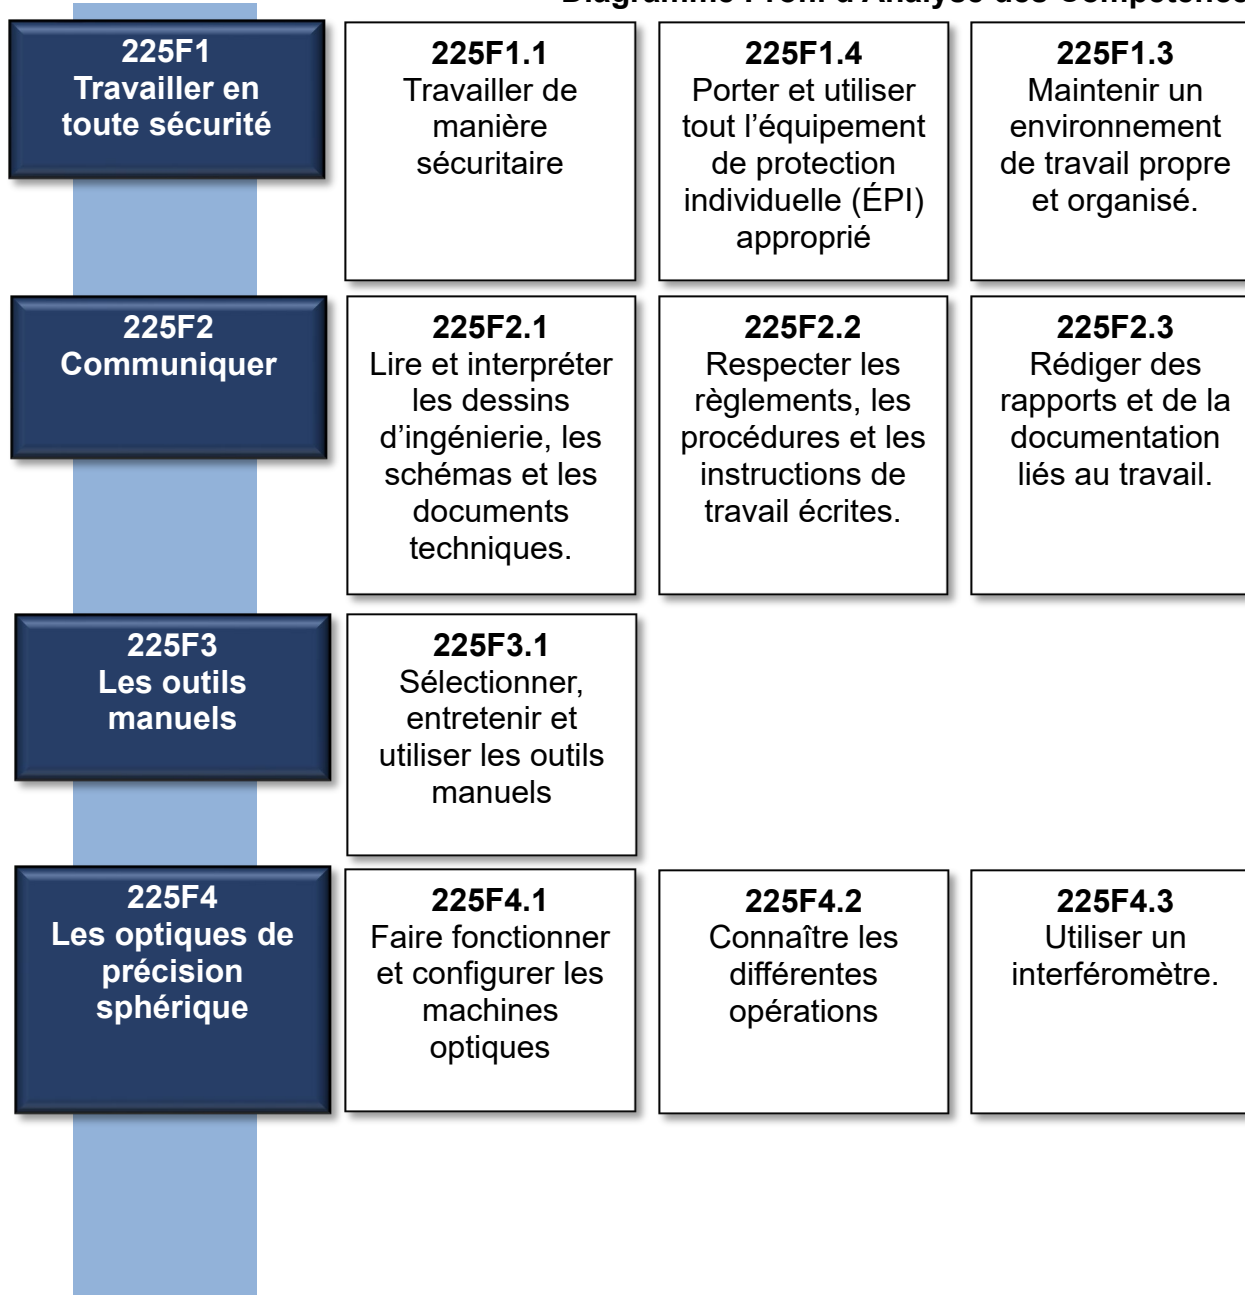 Diagramme Profil d'Analyse des Compétence
225F1
Travailler en
toute sécurité
225F1.1
Travailler de
manière
sécuritaire
225F1.4
Porter et utiliser
tout l’équipement
de protection
individuelle (ÉPI)
approprié
225F1.3
Maintenir un
environnement
de travail propre
et organisé.
225F2
Communiquer
225F2.1
Lire et interpréter
les dessins
d’ingénierie, les
schémas et les
documents
techniques.
225F2.2
Respecter les
règlements, les
procédures et les
instructions de
travail écrites.
225F2.3
Rédiger des
rapports et de la
documentation
liés au travail.
225F3
Les outils
manuels
225F3.1
Sélectionner,
entretenir et
utiliser les outils
manuels
225F4
Les optiques de
précision
sphérique
225F4.1
Faire fonctionner
et configurer les
machines
optiques
225F4.2
Connaître les
différentes
opérations
225F4.3
Utiliser un
interféromètre.